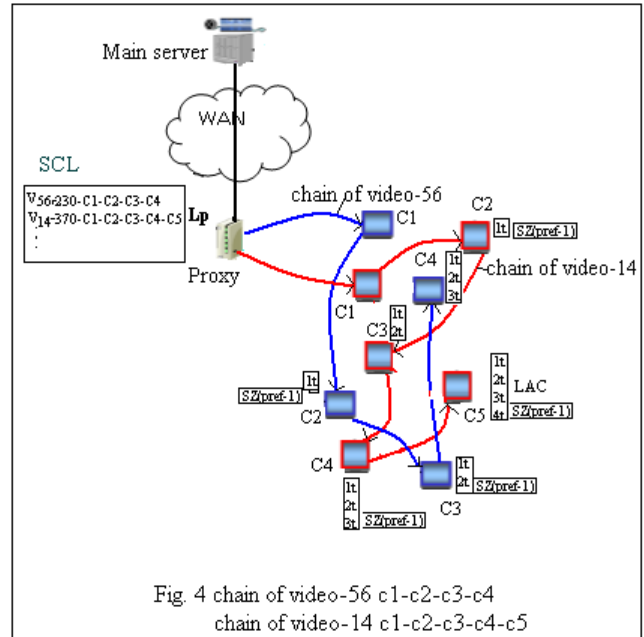 Main server
WAN
SCL
V56-230-C1-C2-C3-C4
V14-370-C1-C2-C3-C4-C5
:
Lp
Proxy
chain of video-56
C1
C2
1t
SZ(pref-1)
chain of video-14
C4
1t
2t
3t
C1
C3
1t
2t
1t
SZ(pref-1)
C2
C5
1t
2t
3t
4t
LAC
SZ(pref-1)
C4
1t
2t
3t
SZ(pref-1)
C3
1t
2t
SZ(pref-1)
Fig. 4 chain of video-56 c1-c2-c3-c4
chain of video-14 c1-c2-c3-c4-c5